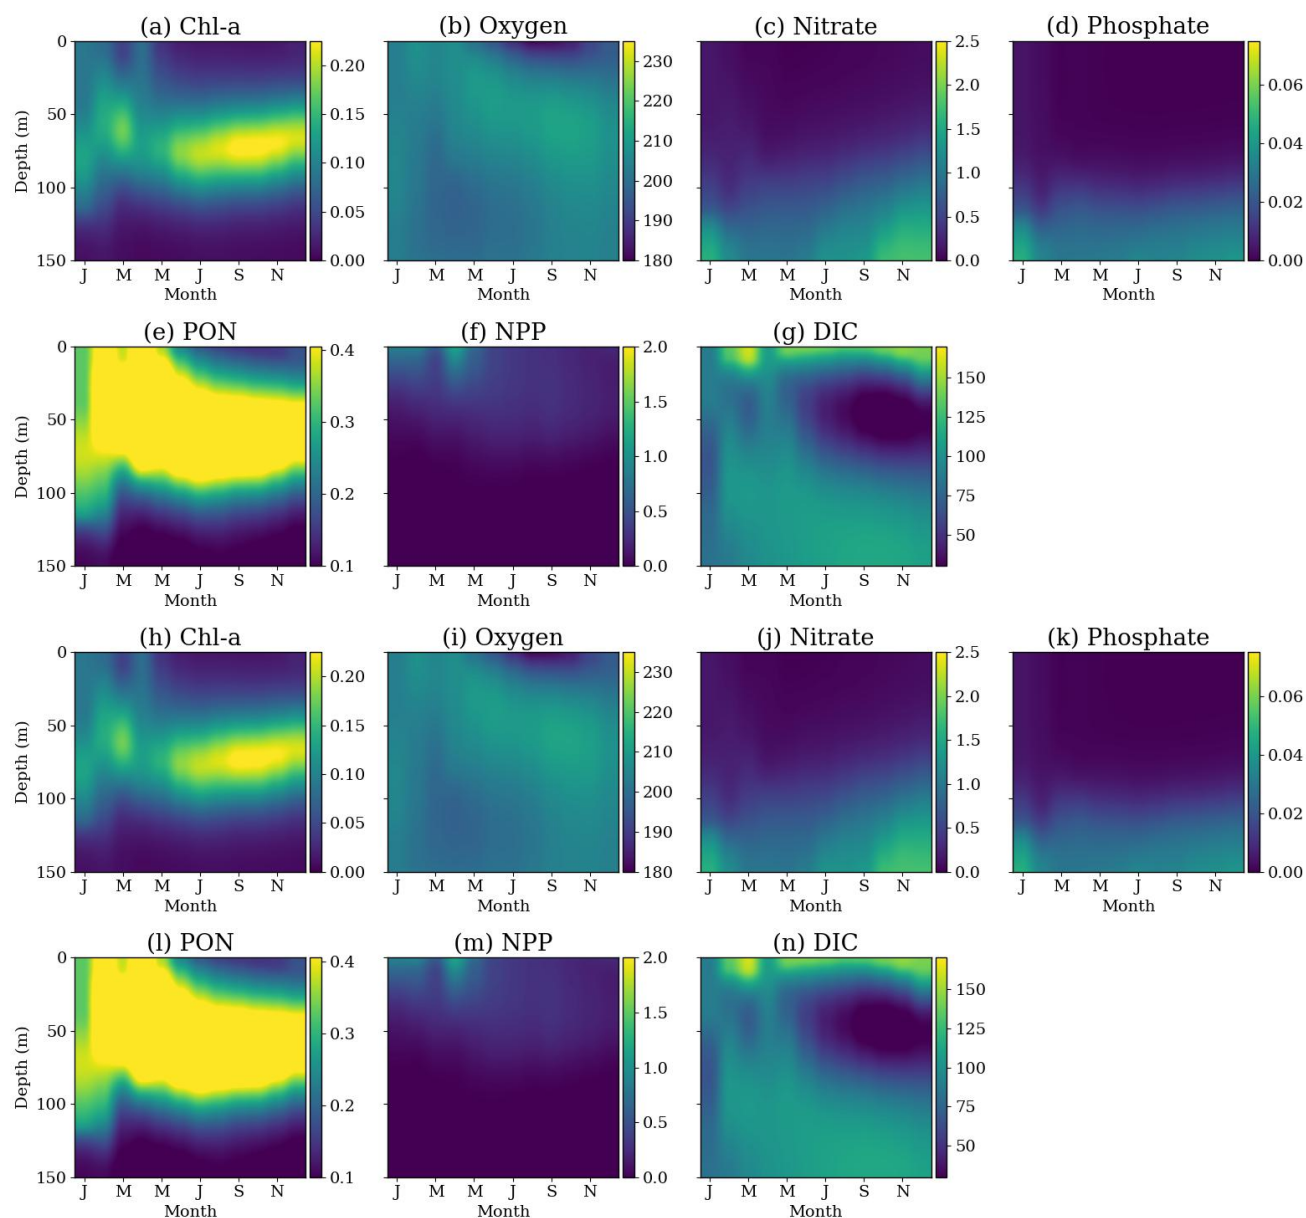 (a) Chl-a (b) Oxygen (c) Nitrate (d) Phosphate
Depth (m)
0 50 100 150
0.20 0.15 0.10 0.05 0.00
230 220 210 200 190 180
2.5 2.0 1.5 1.0 0.5 0.0
0.06 0.04 0.02 0.00
J M M J S N J M M J S N J M M J S N J M M J S N
Month Month Month Month
(e) PON (f) NPP (g) DIC
Depth (m)
0 50 100 150
0.4 0.3 0.2 0.1
2.0 1.5 1.0 0.5 0.0
150 125 100 75 50
J M M J S N J M M J S N J M M J S N
Month Month Month
(h) Chl-a (i) Oxygen (j) Nitrate (k) Phosphate
Depth (m)
0 50 100 150
0.20 0.15 0.10 0.05 0.00
230 220 210 200 190 180
2.5 2.0 1.5 1.0 0.5 0.0
0.06 0.04 0.02 0.00
J M M J S N J M M J S N J M M J S N J M M J S N
Month Month Month Month
(l) PON (m) NPP (n) DIC
Depth (m)
0 50 100 150
0.4 0.3 0.2 0.1
2.0 1.5 1.0 0.5 0.0
150 125 100 75 50
J M M J S N J M M J S N J M M J S N
Month Month Month